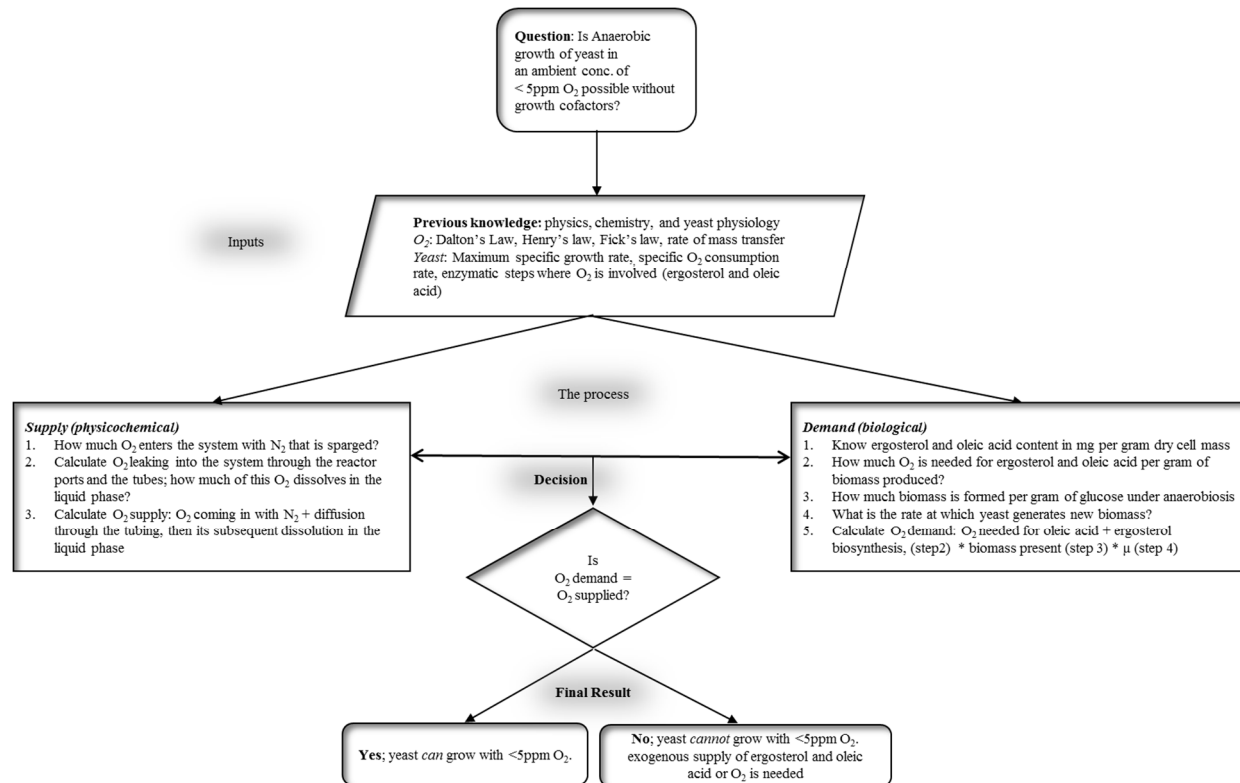 Question: Is Anaerobic
growth of yeast in
an ambient conc. of
< 5ppm O₂ possible without
growth cofactors?
Inputs
Previous knowledge: physics, chemistry, and yeast physiology
O₂: Dalton's Law, Henry's law, Fick's law, rate of mass transfer
Yeast: Maximum specific growth rate, specific O₂ consumption
rate, enzymatic steps where O₂ is involved (ergosterol and oleic
acid)
The process
Supply (physicochemical)
1. How much O₂ enters the system with N₂ that is sparged?
2. Calculate O₂ leaking into the system through the reactor
ports and the tubes; how much of this O₂ dissolves in the
liquid phase?
3. Calculate O₂ supply: O₂ coming in with N₂ + diffusion
through the tubing, then its subsequent dissolution in the
liquid phase
Demand (biological)
1. Know ergosterol and oleic acid content in mg per gram dry cell mass
2. How much O₂ is needed for ergosterol and oleic acid per gram of
biomass produced?
3. How much biomass is formed per gram of glucose under anaerobiosis
4. What is the rate at which yeast generates new biomass?
5. Calculate O₂ demand: O₂ needed for oleic acid + ergosterol
biosynthesis, (step2) * biomass present (step 3) * μ (step 4)
Decision
Is
O₂ demand =
O₂ supplied?
Final Result
Yes; yeast can grow with <5ppm O₂.
No; yeast cannot grow with <5ppm O₂.
exogenous supply of ergosterol and oleic
acid or O₂ is needed